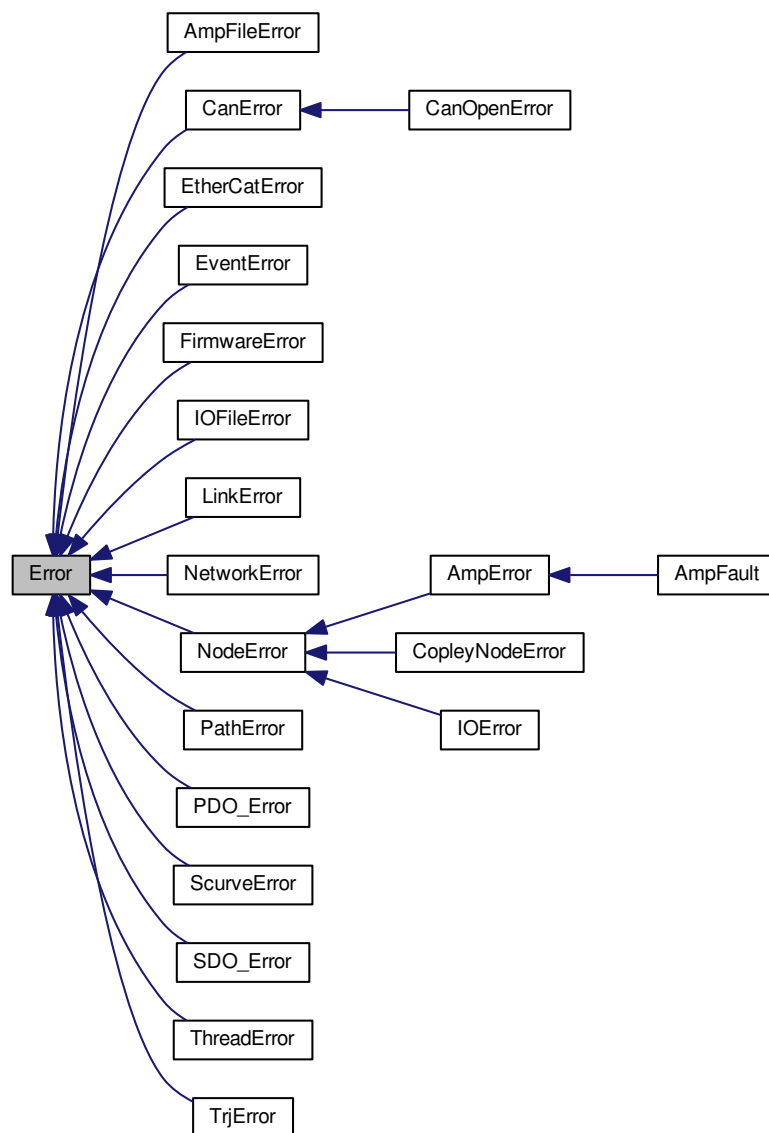 AmpFileError
CanError
CanOpenError
EtherCatError
EventError
FirmwareError
IOFileError
LinkError
Error
NetworkError
AmpError
AmpFault
NodeError
CopleyNodeError
PathError
IOError
PDO_Error
ScurveError
SDO_Error
ThreadError
TrjError